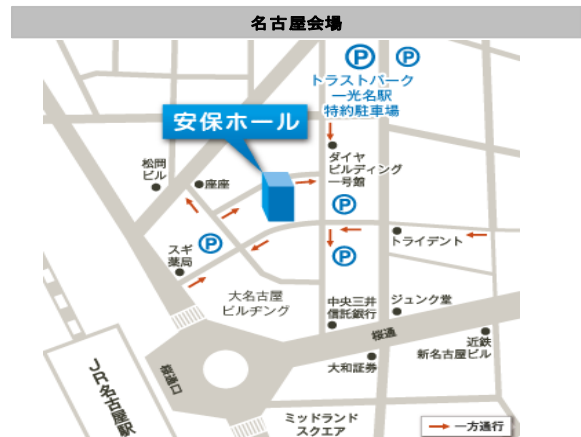 名古屋会場
P P
トラストパーク
一光名駅
特約駐車場
安保ホール
松岡
ビル
座座
ダイヤ
ビルディング
一号館
P
スギ
薬局
P
P
トライデント
大名古屋
ビルヂング
中央三井
信託銀行
ジュンク堂
桜通
近鉄
新名古屋ビル
大和証券
桜通口
JR名古屋駅
ミッドランド
スクエア
一方通行